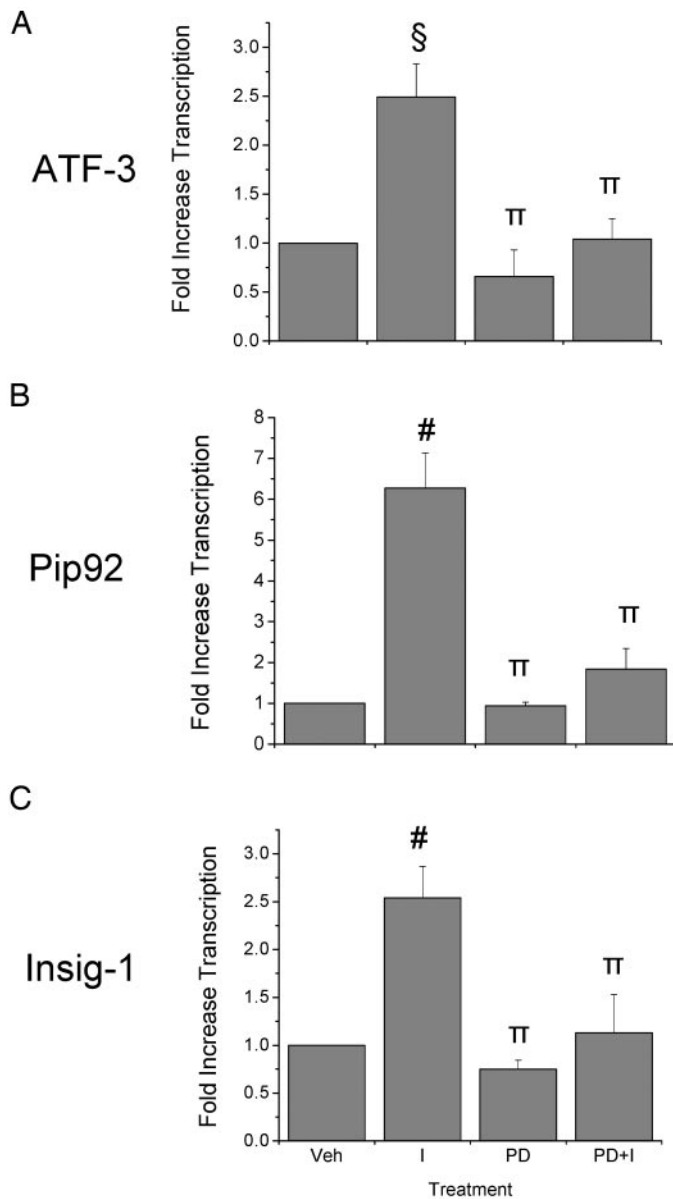 A
ATF-3
Fold Increase Transcription
3.0
2.5
2.0
1.5
1.0
0.5
0.0
§
π
π
B
Pip92
Fold Increase Transcription
8
7
6
5
4
3
2
1
0
#
π
π
C
Insig-1
Fold Increase Transcription
3.0
2.5
2.0
1.5
1.0
0.5
0.0
#
π
π
Veh I PD PD+I
Treatment